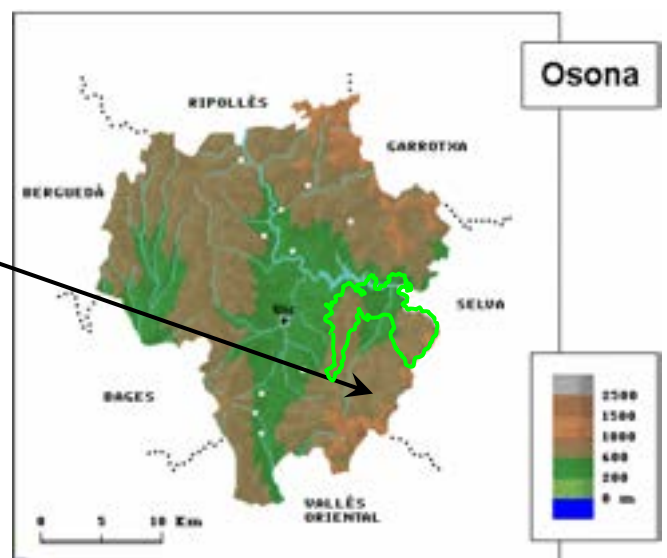 Osona
RIPOLLÈS
GARROTXA
BERGUEDÀ
SELVA
Vic
BAGES
VALLÈS
ORIENTAL
0 5 10 Km
2500
1500
1000
600
200
0 m